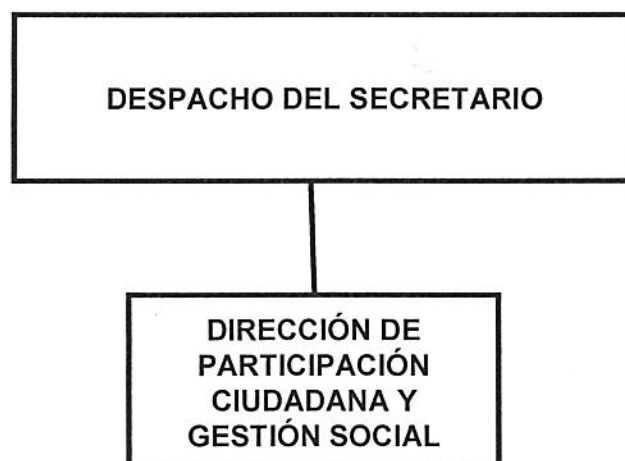 DESPACHO DEL SECRETARIO
DIRECCIÓN DE
PARTICIPACIÓN
CIUDADANA Y
GESTIÓN SOCIAL